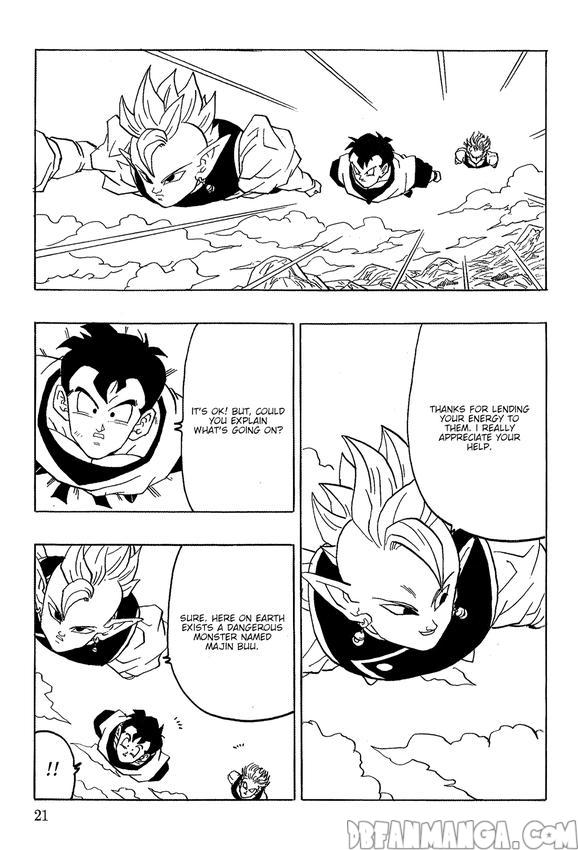 THANKS FOR LENDING
YOUR ENERGY TO
THEM. I REALLY
APPRECIATE YOUR
HELP.
IT'S OK! BUT, COULD
YOU EXPLAIN
WHAT'S GOING ON?
SURE. HERE ON EARTH
EXISTS A DANGEROUS
MONSTER NAMED
MAJIN BUU.
!!
21
DBFANMANGA.COM